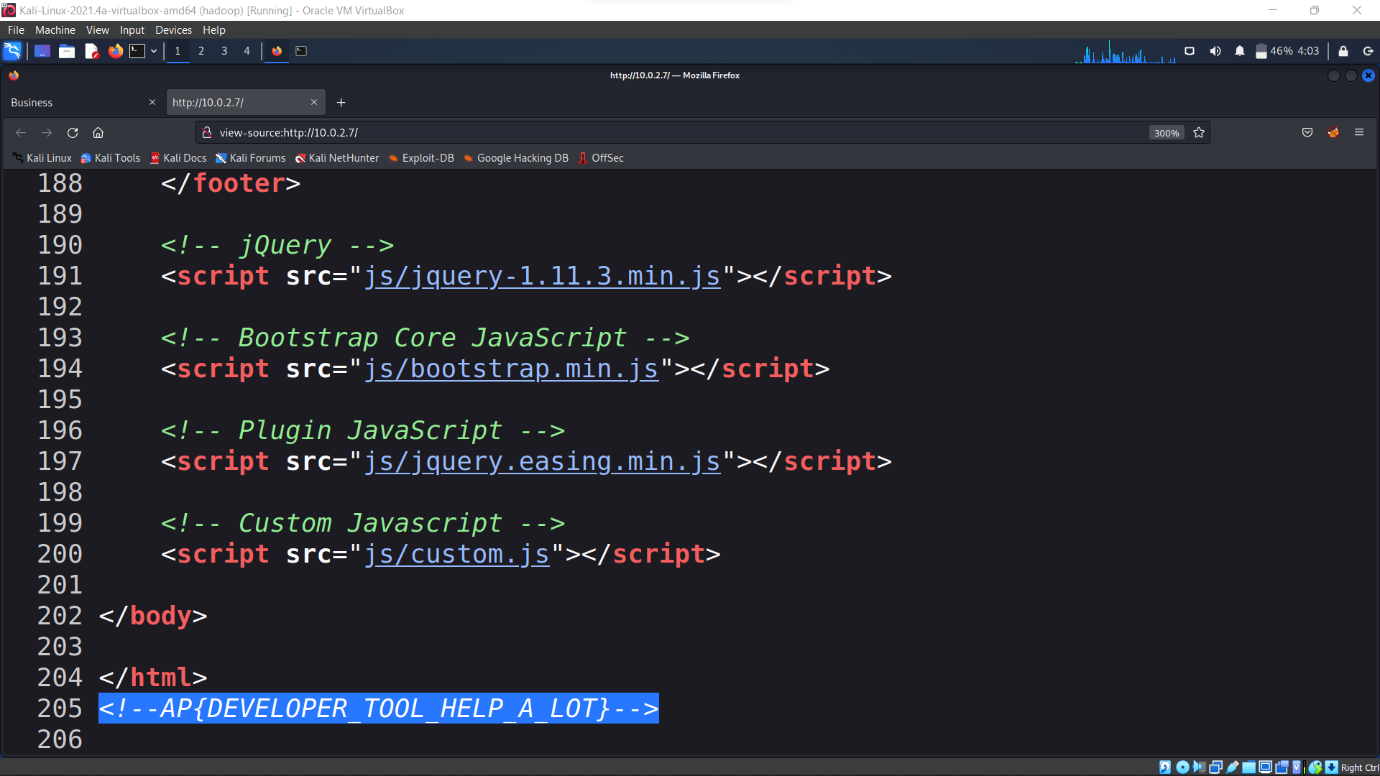 Kali-Linux-2021.4a-virtualbox-amd64 (hadoop) [Running] - Oracle VM VirtualBox
File Machine View Input Devices Help
1 2 3 4 46% 4:03
http://10.0.2.7/ — Mozilla Firefox
Business × http://10.0.2.7/ × +
view-source:http://10.0.2.7/ 300%
Kali Linux Kali Tools Kali Docs Kali Forums Kali NetHunter Exploit-DB Google Hacking DB OffSec
188 </footer>
189
190 <!-- jQuery -->
191 <script src="js/jquery-1.11.3.min.js"></script>
192
193 <!-- Bootstrap Core JavaScript -->
194 <script src="js/bootstrap.min.js"></script>
195
196 <!-- Plugin JavaScript -->
197 <script src="js/jquery.easing.min.js"></script>
198
199 <!-- Custom Javascript -->
200 <script src="js/custom.js"></script>
201
202 </body>
203
204 </html>
205 <!--AP{DEVELOPER_TOOL_HELP_A_LOT}-->
206
Right Ctrl